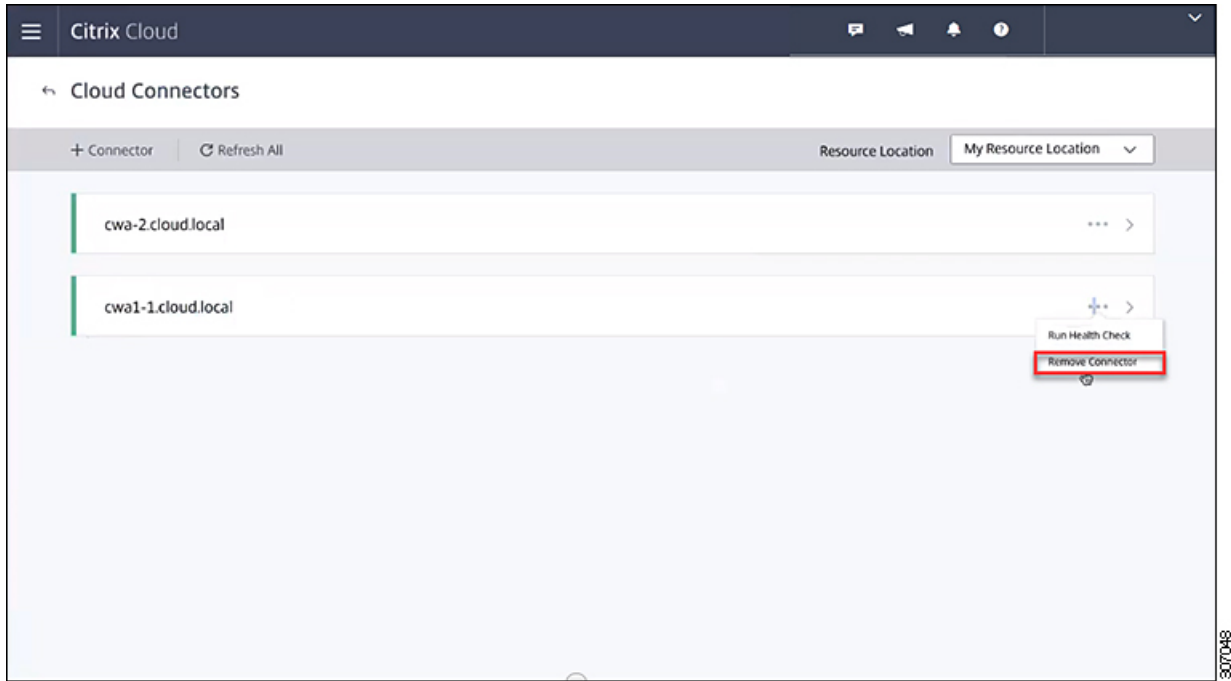 Citrix Cloud
Cloud Connectors
+ Connector
Refresh All
Resource Location
My Resource Location
cwa-2.cloud.local
cwa1-1.cloud.local
Run Health Check
Remove Connector
307048